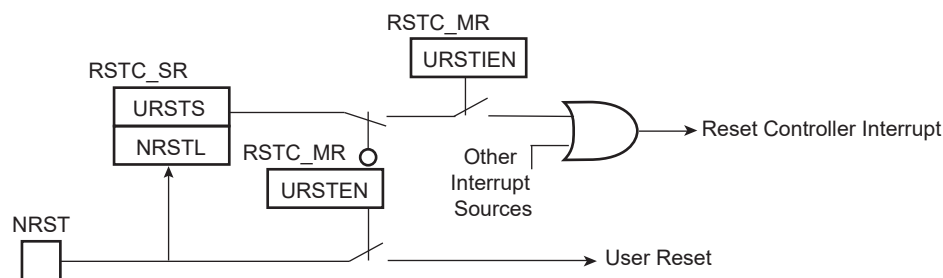 RSTC_MR
URSTIEN
RSTC_SR
URSTS
NRSTL
RSTC_MR
URSTEN
Other
Interrupt
Sources
Reset Controller Interrupt
NRST
User Reset